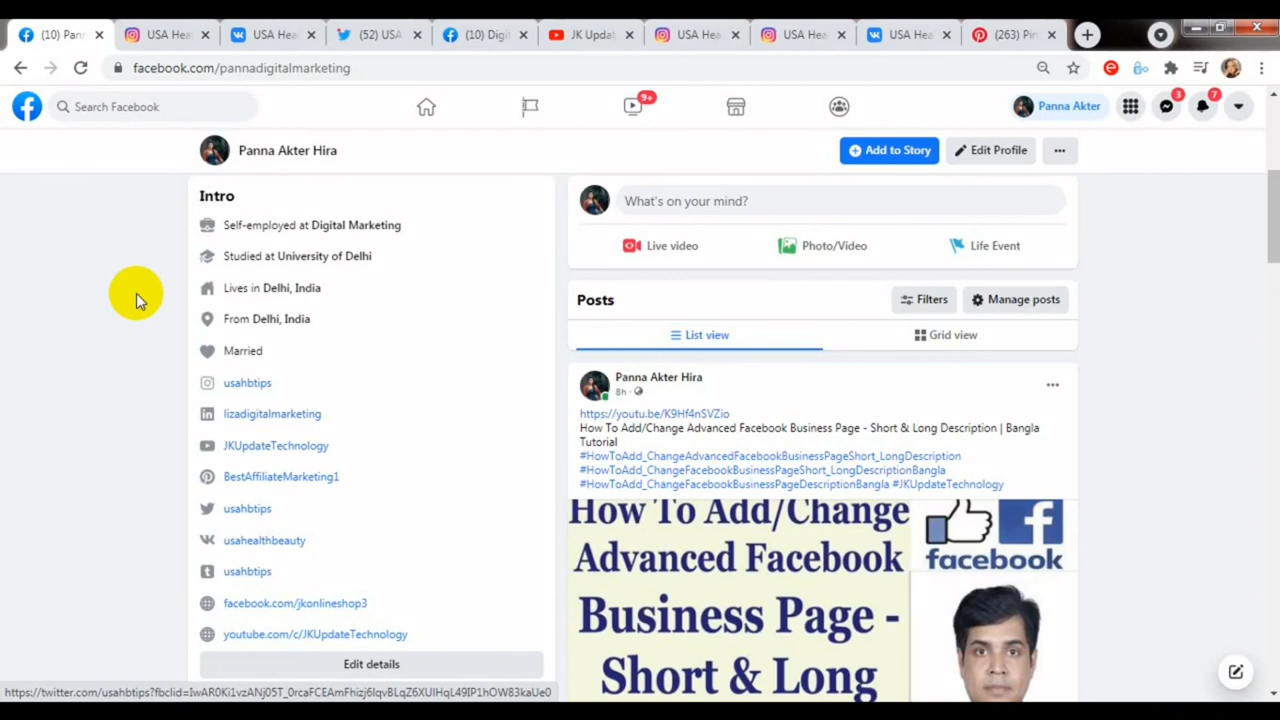 (10) Pann
USA Hea
USA Hea
(52) USA
(10) Digi
JK Updat
USA Hea
USA Hea
USA Hea
(263) Pin
facebook.com/pannadigitalmarketing
Search Facebook
9+
Panna Akter
3
7
Panna Akter Hira
Add to Story
Edit Profile
Intro
Self-employed at Digital Marketing
Studied at University of Delhi
Lives in Delhi, India
From Delhi, India
Married
usahbtips
lizadigitalmarketing
JKUpdateTechnology
BestAffiliateMarketing1
usahbtips
usahealthbeauty
usahbtips
facebook.com/jkonlineshop3
youtube.com/c/JKUpdateTechnology
Edit details
What's on your mind?
Live video
Photo/Video
Life Event
Posts
Filters
Manage posts
List view
Grid view
Panna Akter Hira
8h
https://youtu.be/K9Hf4nSVZio
How To Add/Change Advanced Facebook Business Page - Short & Long Description | Bangla
Tutorial
#HowToAdd_ChangeAdvancedFacebookBusinessPageShort_LongDescription
#HowToAdd_ChangeFacebookBusinessPageShort_LongDescriptionBangla
#HowToAdd_ChangeFacebookBusinessPageDescriptionBangla #JKUpdateTechnology
How To Add/Change
Advanced Facebook
Business Page -
Short & Long
facebook